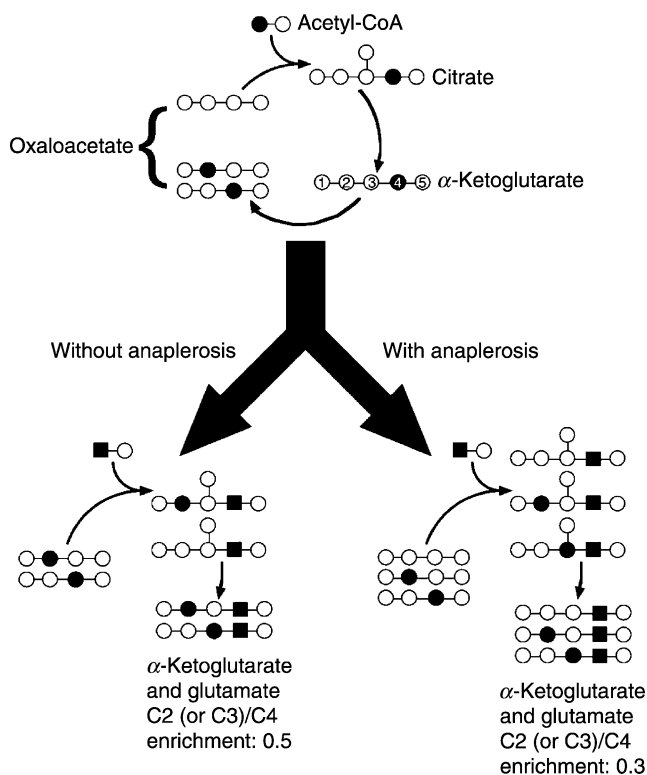 Acetyl-CoA
Citrate
Oxaloacetate
1 2 3 4 5
α-Ketoglutarate
Without anaplerosis
With anaplerosis
α-Ketoglutarate
and glutamate
C2 (or C3)/C4
enrichment: 0.5
α-Ketoglutarate
and glutamate
C2 (or C3)/C4
enrichment: 0.3